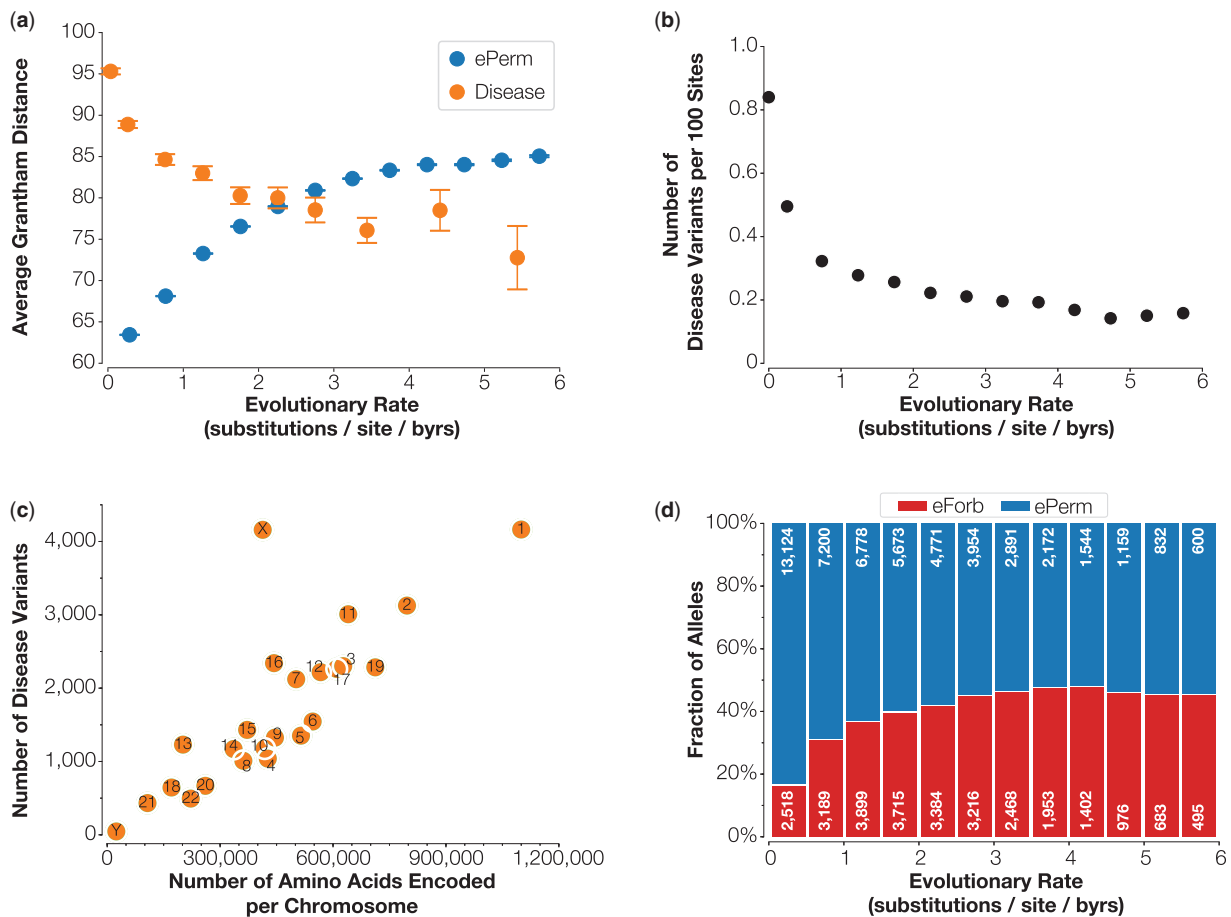 (a)
100
95
90
85
80
75
70
65
60
Average Grantham Distance
ePerm
Disease
0 1 2 3 4 5 6
Evolutionary Rate
(substitutions / site / byrs)
(b)
1.0
0.8
0.6
0.4
0.2
0
Number of
Disease Variants per 100 Sites
0 1 2 3 4 5 6
Evolutionary Rate
(substitutions / site / byrs)
(c)
4,000
3,000
2,000
1,000
0
Number of Disease Variants
X 1
2
11
16 12 3 19
7 17
6
15 9 5
13 14 10
8 4
18 20
21 22
Y
0 300,000 600,000 900,000 1,200,000
Number of Amino Acids Encoded
per Chromosome
(d)
eForb ePerm
100%
80%
60%
40%
20%
0%
Fraction of Alleles
13,124 7,200 6,778 5,673 4,771 3,954 2,891 2,172 1,544 1,159 832 600
2,518 3,189 3,899 3,715 3,384 3,216 2,468 1,953 1,402 976 683 495
0 1 2 3 4 5 6
Evolutionary Rate
(substitutions / site / byrs)